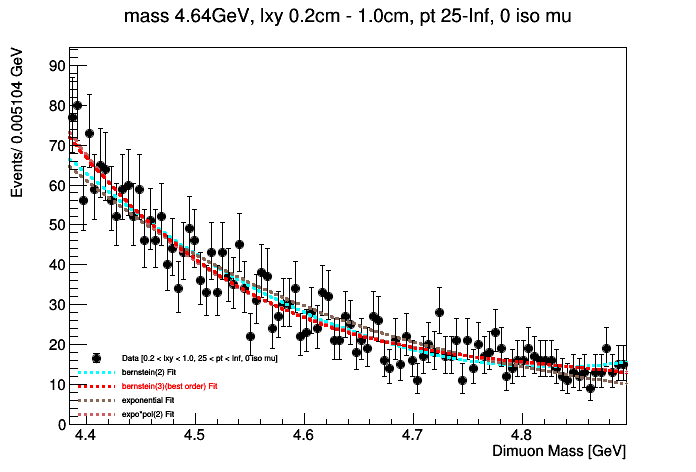 mass 4.64GeV, lxy 0.2cm - 1.0cm, pt 25-Inf, 0 iso mu
Events/ 0.005104 GeV
90
80
70
60
50
40
30
20
10
0
Data [0.2 < lxy < 1.0, 25 < pt < Inf, 0 iso mu]
bernstein(2) Fit
bernstein(3)(best order) Fit
exponential Fit
expo*pol(2) Fit
4.4 4.5 4.6 4.7 4.8
Dimuon Mass [GeV]